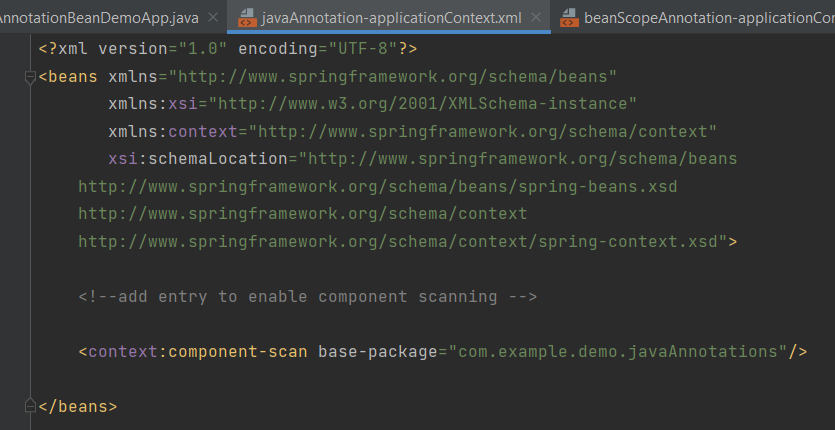 nnotationBeanDemoApp.java javaAnnotation-applicationContext.xml beanScopeAnnotation-applicationCon
<?xml version="1.0" encoding="UTF-8"?>
<beans xmlns="http://www.springframework.org/schema/beans"
xmlns:xsi="http://www.w3.org/2001/XMLSchema-instance"
xmlns:context="http://www.springframework.org/schema/context"
xsi:schemaLocation="http://www.springframework.org/schema/beans
http://www.springframework.org/schema/beans/spring-beans.xsd
http://www.springframework.org/schema/context
http://www.springframework.org/schema/context/spring-context.xsd">
<!--add entry to enable component scanning -->
<context:component-scan base-package="com.example.demo.javaAnnotations"/>
</beans>